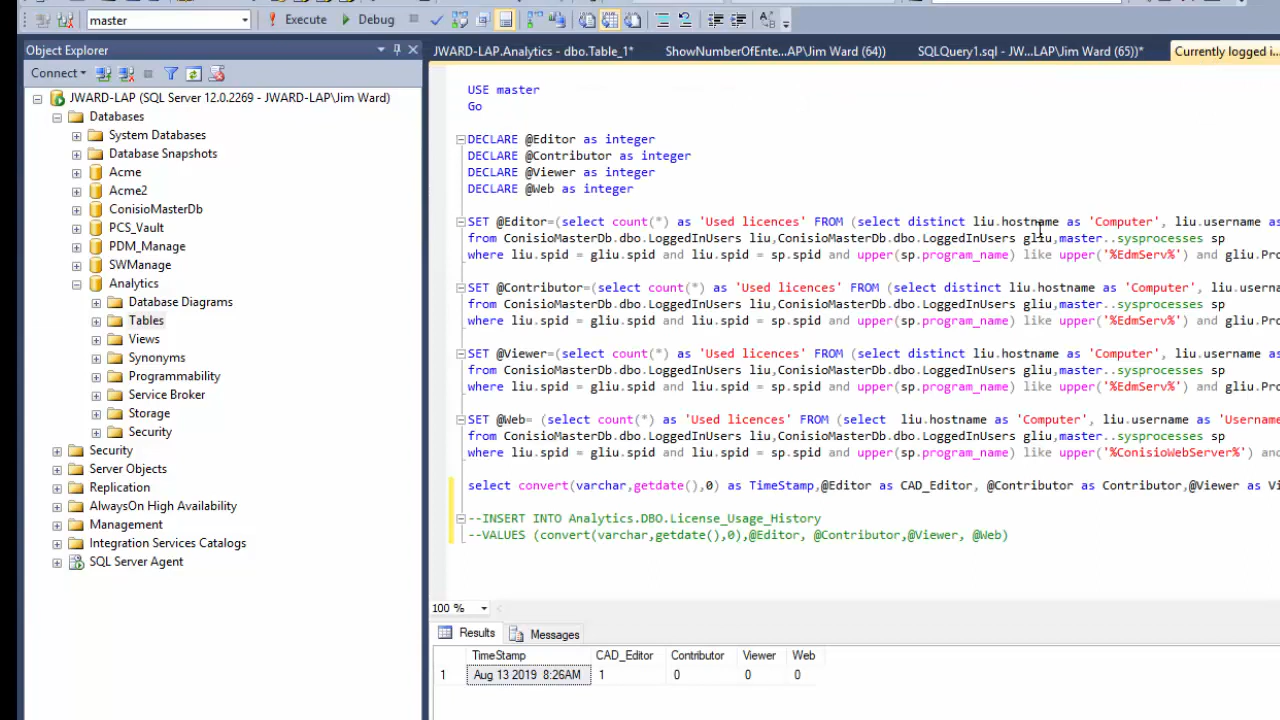 master
Execute
Debug
Object Explorer
Connect
JWARD-LAP (SQL Server 12.0.2269 - JWARD-LAP\Jim Ward)
Databases
System Databases
Database Snapshots
Acme
Acme2
ConisioMasterDb
PCS_Vault
PDM_Manage
SWManage
Analytics
Database Diagrams
Tables
Views
Synonyms
Programmability
Service Broker
Storage
Security
Security
Server Objects
Replication
AlwaysOn High Availability
Management
Integration Services Catalogs
SQL Server Agent
JWARD-LAP.Analytics - dbo.Table_1*
ShowNumberOfEnte...AP\Jim Ward (64))
SQLQuery1.sql - JW...LAP\Jim Ward (65))*
Currently logged i...
USE master
Go
DECLARE @Editor as integer
DECLARE @Contributor as integer
DECLARE @Viewer as integer
DECLARE @Web as integer
SET @Editor=(select count(*) as 'Used licences' FROM (select distinct liu.hostname as 'Computer', liu.username as
from ConisioMasterDb.dbo.LoggedInUsers liu,ConisioMasterDb.dbo.LoggedInUsers gliu,master..sysprocesses sp
where liu.spid = gliu.spid and liu.spid = sp.spid and upper(sp.program_name) like upper('%EdmServ%') and gliu.Pro
SET @Contributor=(select count(*) as 'Used licences' FROM (select distinct liu.hostname as 'Computer', liu.userna
from ConisioMasterDb.dbo.LoggedInUsers liu,ConisioMasterDb.dbo.LoggedInUsers gliu,master..sysprocesses sp
where liu.spid = gliu.spid and liu.spid = sp.spid and upper(sp.program_name) like upper('%EdmServ%') and gliu.Pro
SET @Viewer=(select count(*) as 'Used licences' FROM (select distinct liu.hostname as 'Computer', liu.username as
from ConisioMasterDb.dbo.LoggedInUsers liu,ConisioMasterDb.dbo.LoggedInUsers gliu,master..sysprocesses sp
where liu.spid = gliu.spid and liu.spid = sp.spid and upper(sp.program_name) like upper('%EdmServ%') and gliu.Pro
SET @Web= (select count(*) as 'Used licences' FROM (select liu.hostname as 'Computer', liu.username as 'Username
from ConisioMasterDb.dbo.LoggedInUsers liu,ConisioMasterDb.dbo.LoggedInUsers gliu,master..sysprocesses sp
where liu.spid = gliu.spid and liu.spid = sp.spid and upper(sp.program_name) like upper('%ConisioWebServer%') and
select convert(varchar,getdate(),0) as TimeStamp,@Editor as CAD_Editor, @Contributor as Contributor,@Viewer as Vi
--INSERT INTO Analytics.DBO.License_Usage_History
--VALUES (convert(varchar,getdate(),0),@Editor, @Contributor,@Viewer, @Web)
100 %
Results
Messages
TimeStamp CAD_Editor Contributor Viewer Web
1 Aug 13 2019 8:26AM 1 0 0 0